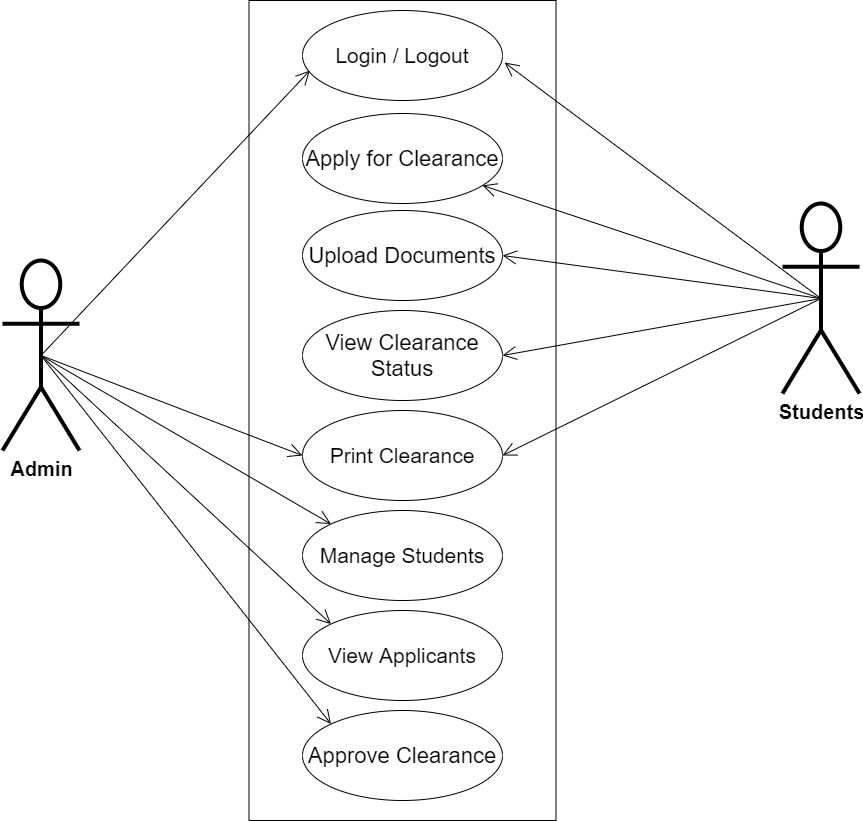 Login / Logout
Apply for Clearance
Upload Documents
View Clearance
Status
Print Clearance
Manage Students
View Applicants
Approve Clearance
Admin
Students